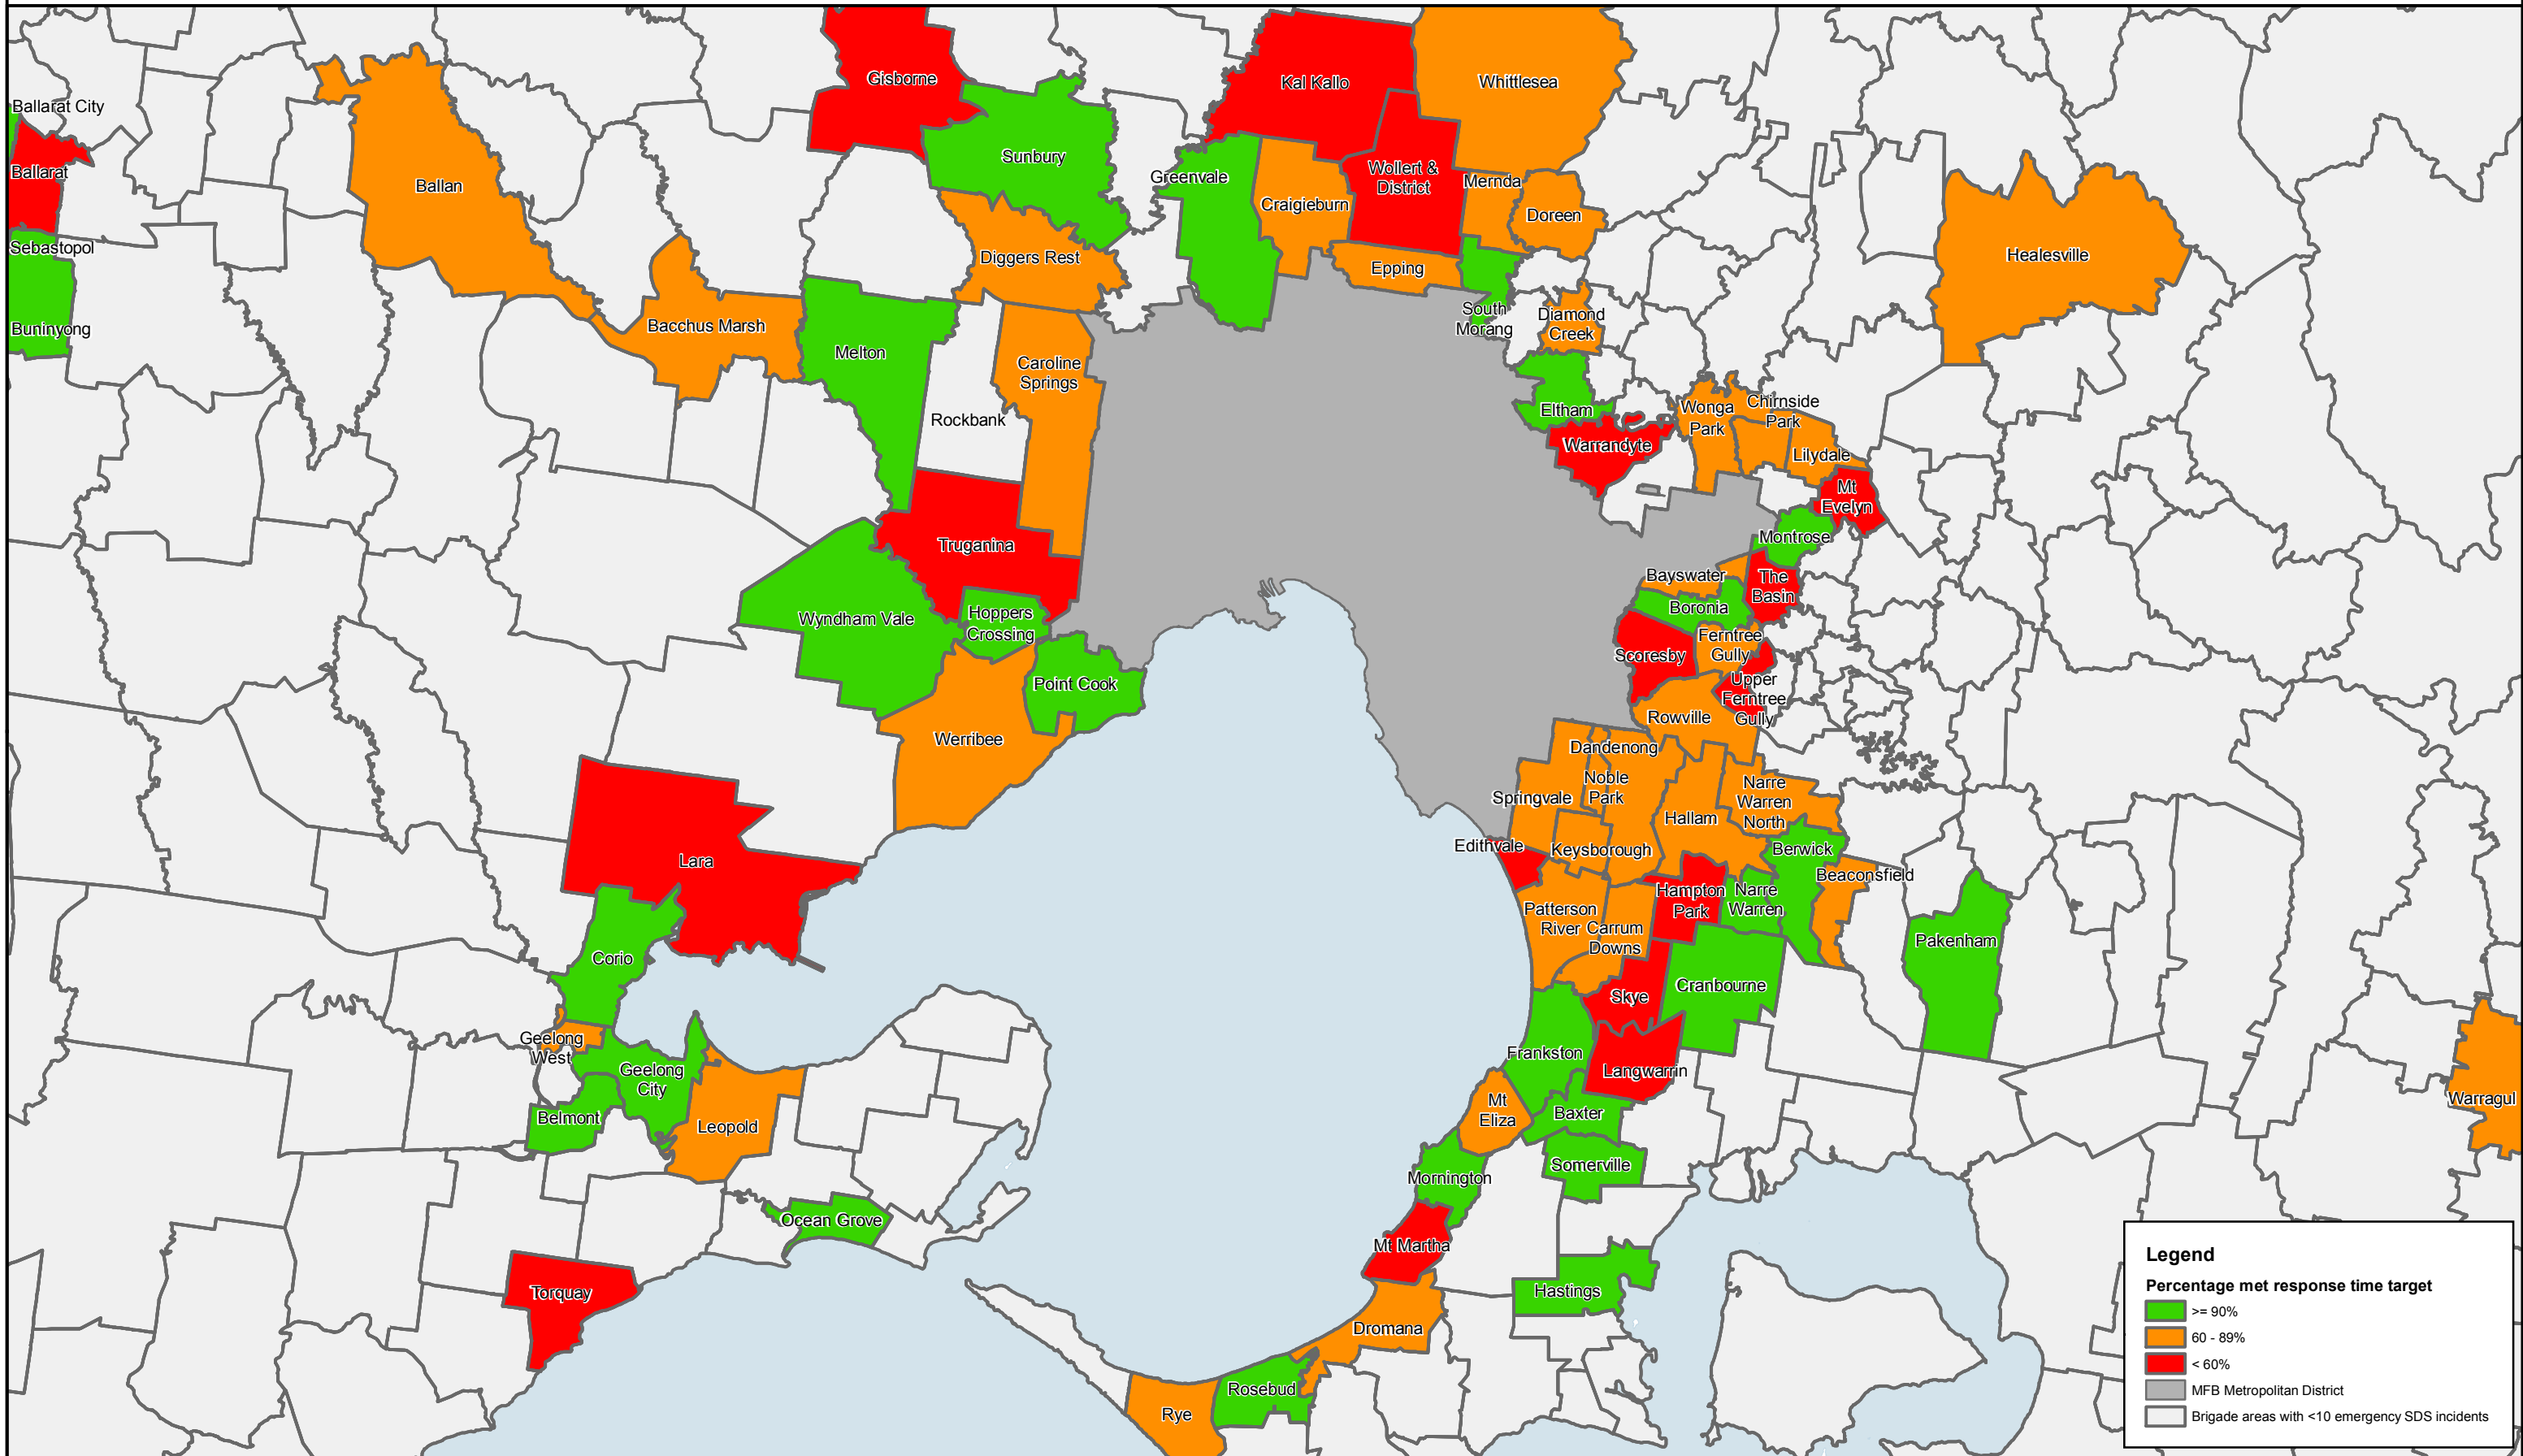 Gisborne
Kal Kallo
Whittlesea
Ballarat City
Sunbury
Ballarat
Greenvale
Wollert &
District
Mernda
Ballan
Craigieburn
Doreen
Sebastopol
Diggers Rest
Epping
Healesville
Buninyong
Bacchus Marsh
South
Morang
Diamond
Creek
Melton
Caroline
Springs
Rockbank
Eltham
Wonga
Park
Chirnside
Park
Warrandyte
Lilydale
Mt
Evelyn
Truganina
Montrose
Bayswater
The
Basin
Wyndham Vale
Hoppers
Crossing
Boronia
Ferntree
Gully
Scoresby
Point Cook
Upper
Ferntree
Gully
Rowville
Werribee
Dandenong
Noble
Park
Springvale
Narre
Warren
North
Hallam
Edithvale
Keysborough
Berwick
Lara
Beaconsfield
Hampton
Park
Narre
Warren
Patterson
River
Carrum
Downs
Pakenham
Corio
Cranbourne
Skye
Geelong
West
Frankston
Geelong
City
Langwarrin
Warragul
Belmont
Leopold
Mt
Eliza
Baxter
Somerville
Mornington
Ocean Grove
Mt Martha
Torquay
Hastings
Dromana
Rosebud
Rye
Legend
Percentage met response time target
>= 90%
60 - 89%
< 60%
MFB Metropolitan District
Brigade areas with <10 emergency SDS incidents